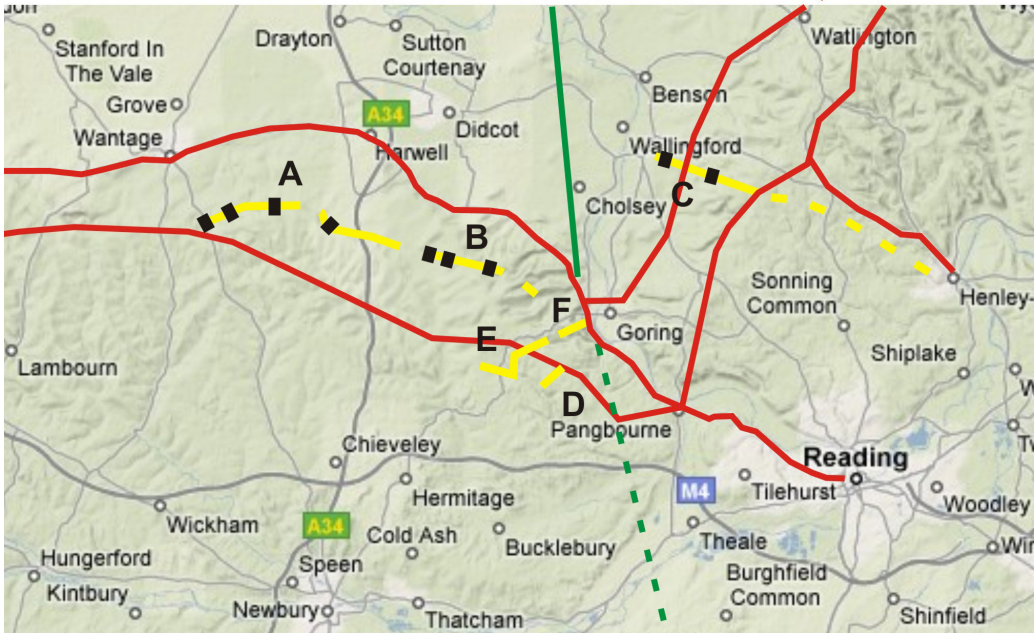 Drayton
Sutton
Courtenay
Watlington
Stanford In
The Vale
Grove
Benson
A34
Didcot
Wantage
Harwell
Wallingford
A
C
Cholsey
B
Sonning
Common
Henley
F
Goring
E
Shiplake
Lambourn
D
Pangbourne
Chieveley
Reading
M4
Tilehurst
Hermitage
Woodley
Wickham
A34
Cold Ash
Bucklebury
Theale
Hungerford
Speen
Burghfield
Common
Kintbury
Newbury
Thatcham
Shinfield